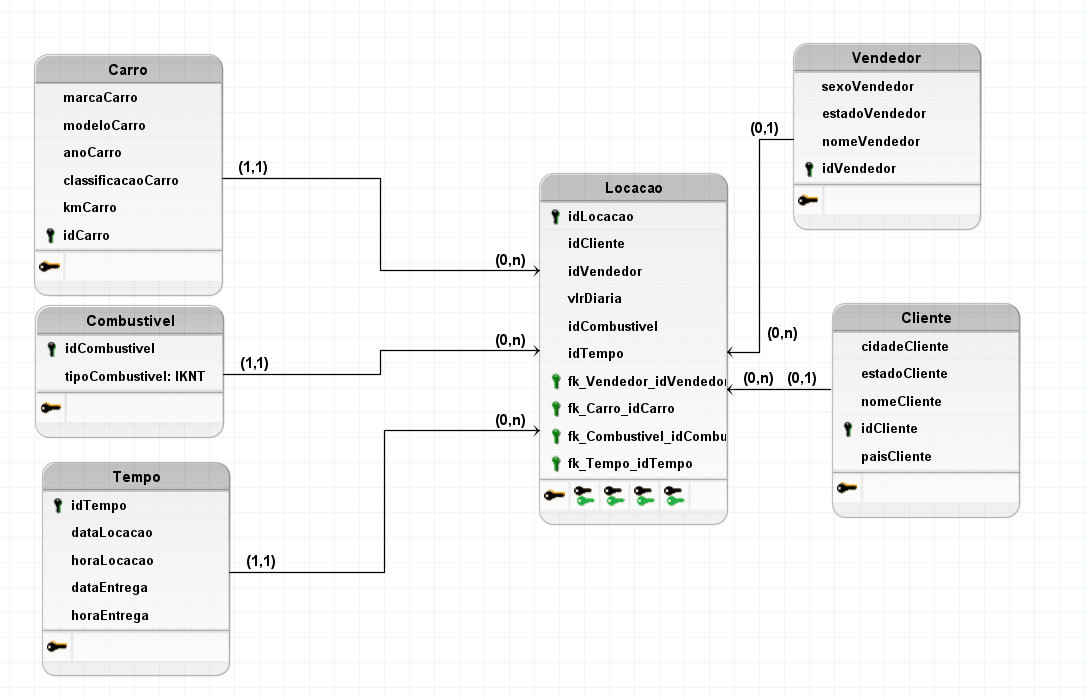 Carro
marcaCarro
modeloCarro
anoCarro
classificacaoCarro
kmCarro
idCarro
(1,1)
(0,n)
Combustivel
idCombustivel
tipoCombustivel: IKNT
(1,1)
(0,n)
Tempo
idTempo
dataLocacao
horaLocacao
dataEntrega
horaEntrega
(1,1)
(0,n)
Locacao
idLocacao
idCliente
idVendedor
vlrDiaria
idCombustivel
idTempo
fk_Vendedor_idVendedor
fk_Carro_idCarro
fk_Combustivel_idCombu
fk_Tempo_idTempo
Vendedor
sexoVendedor
estadoVendedor
nomeVendedor
idVendedor
(0,1)
(0,n)
Cliente
cidadeCliente
estadoCliente
nomeCliente
idCliente
paisCliente
(0,n) (0,1)